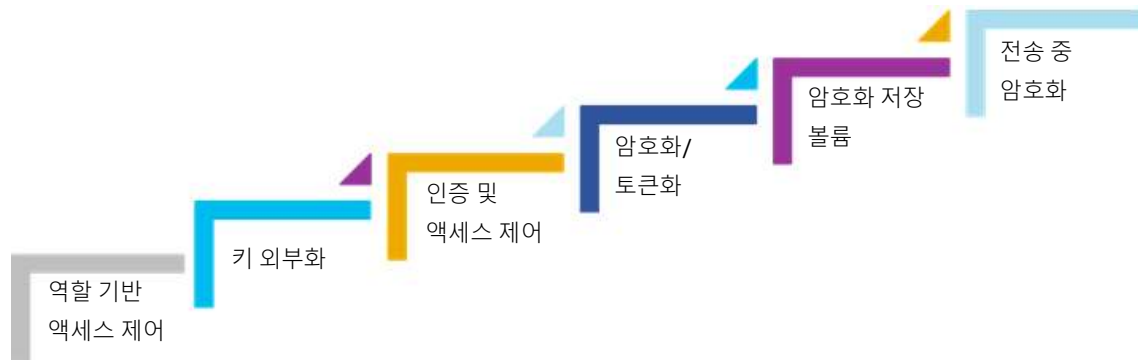 역할 기반
액세스 제어
키 외부화
인증 및
액세스 제어
암호화/
토큰화
암호화 저장
볼륨
전송 중
암호화